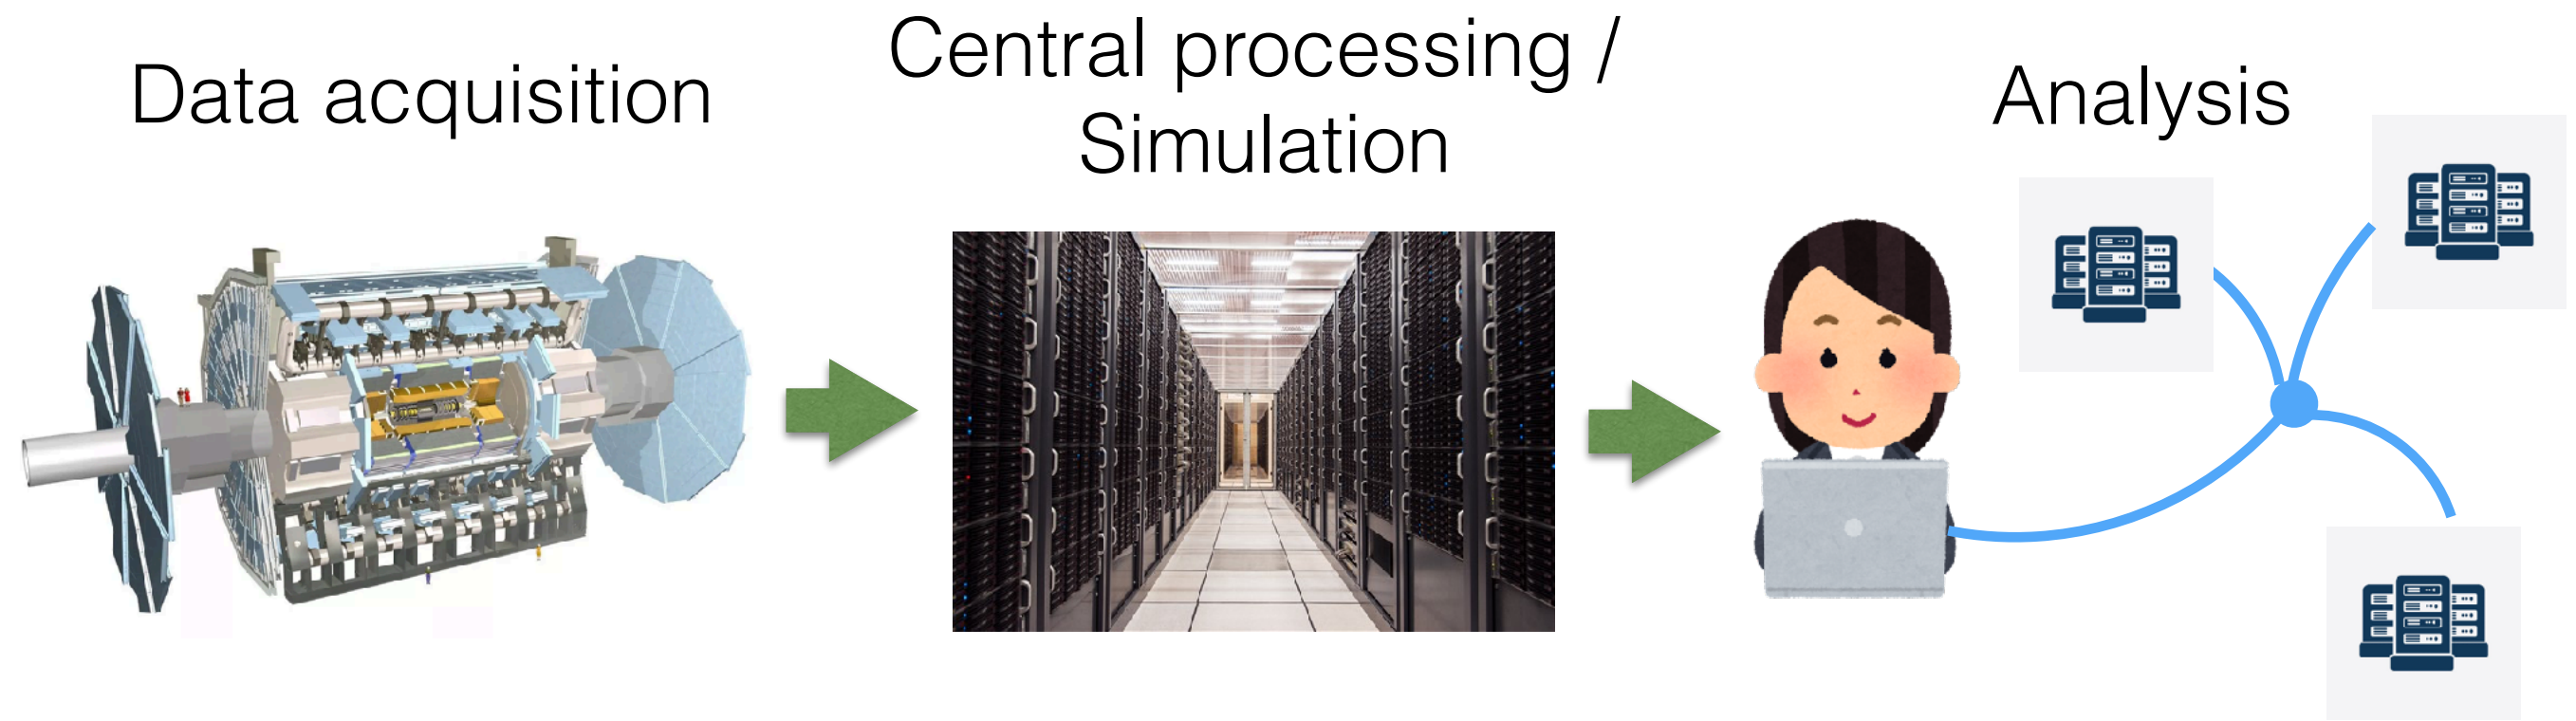 Data acquisition
Central processing /
Simulation
Analysis